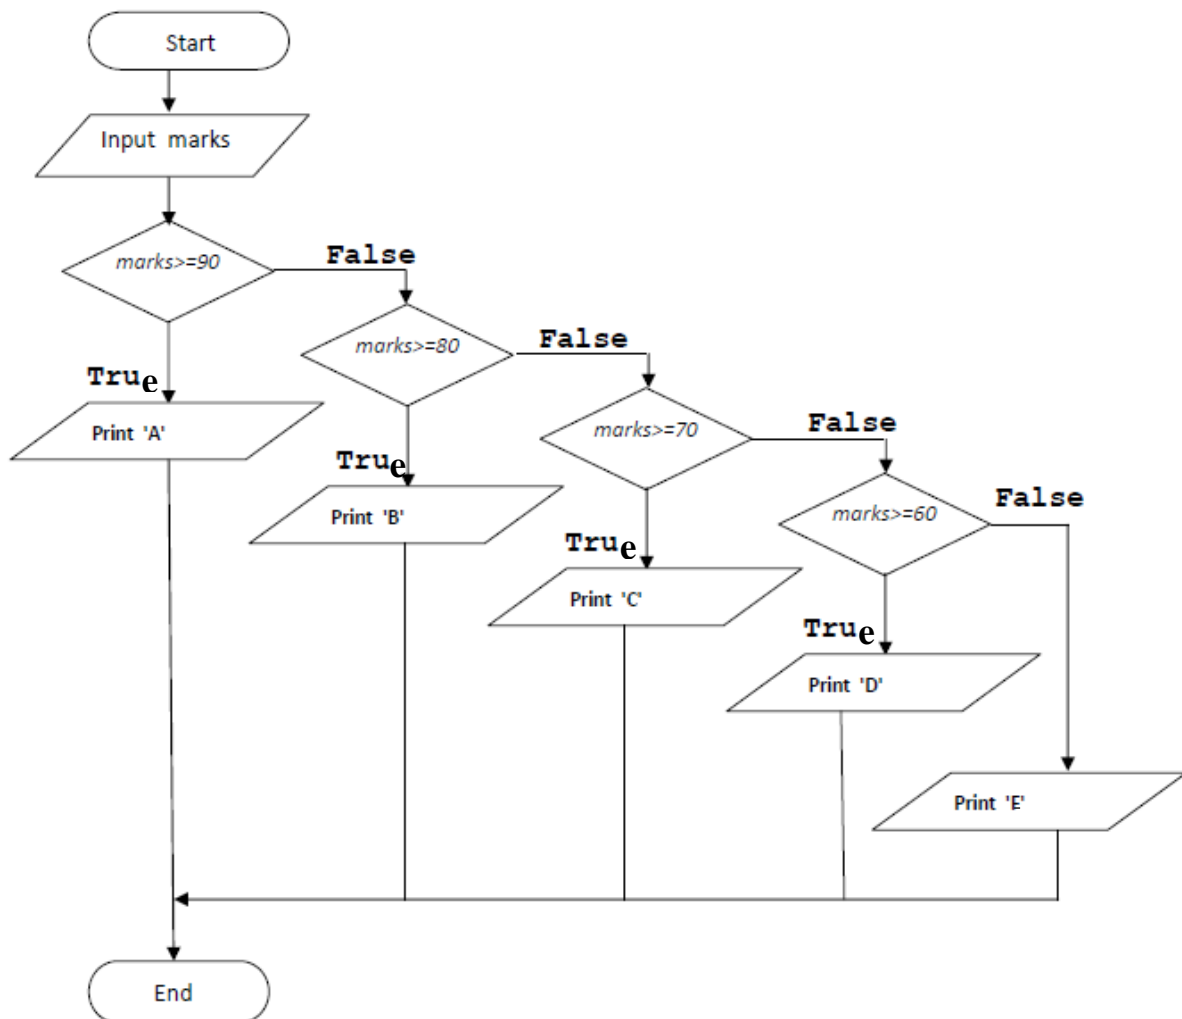 Start
Input marks
marks>=90
False
marks>=80
False
True
marks>=70
False
Print 'A'
True
marks>=60
False
Print 'B'
True
Print 'C'
True
Print 'D'
Print 'E'
End